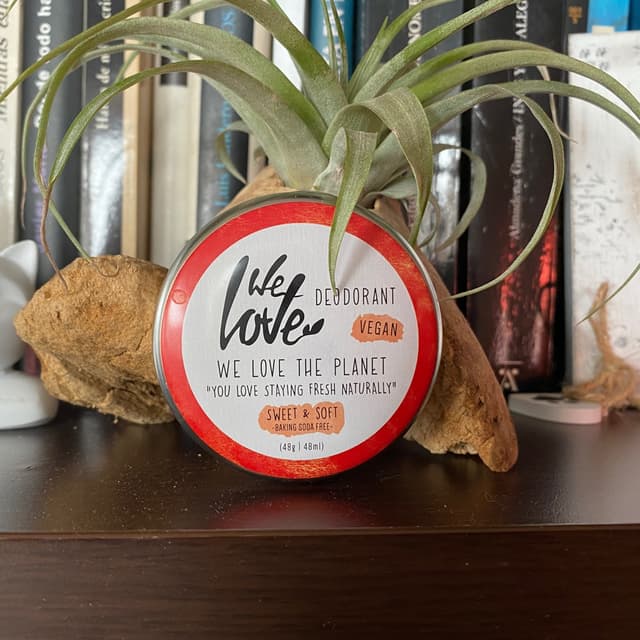 We
love
DEODORANT
VEGAN
WE LOVE THE PLANET
"YOU LOVE STAYING FRESH NATURALLY"
SWEET & SOFT
-BAKING SODA FREE-
(48g | 48ml)